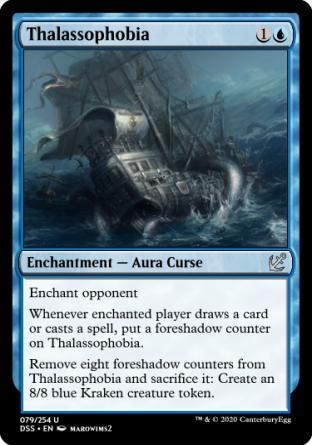 Thalassophobia 1
Enchantment — Aura Curse
Enchant opponent
Whenever enchanted player draws a card
or casts a spell, put a foreshadow counter
on Thalassophobia.
Remove eight foreshadow counters from
Thalassophobia and sacrifice it: Create an
8/8 blue Kraken creature token.
079/254 U
DSS • EN MAROWIMS2
™ & © 2020 CanterburyEgg